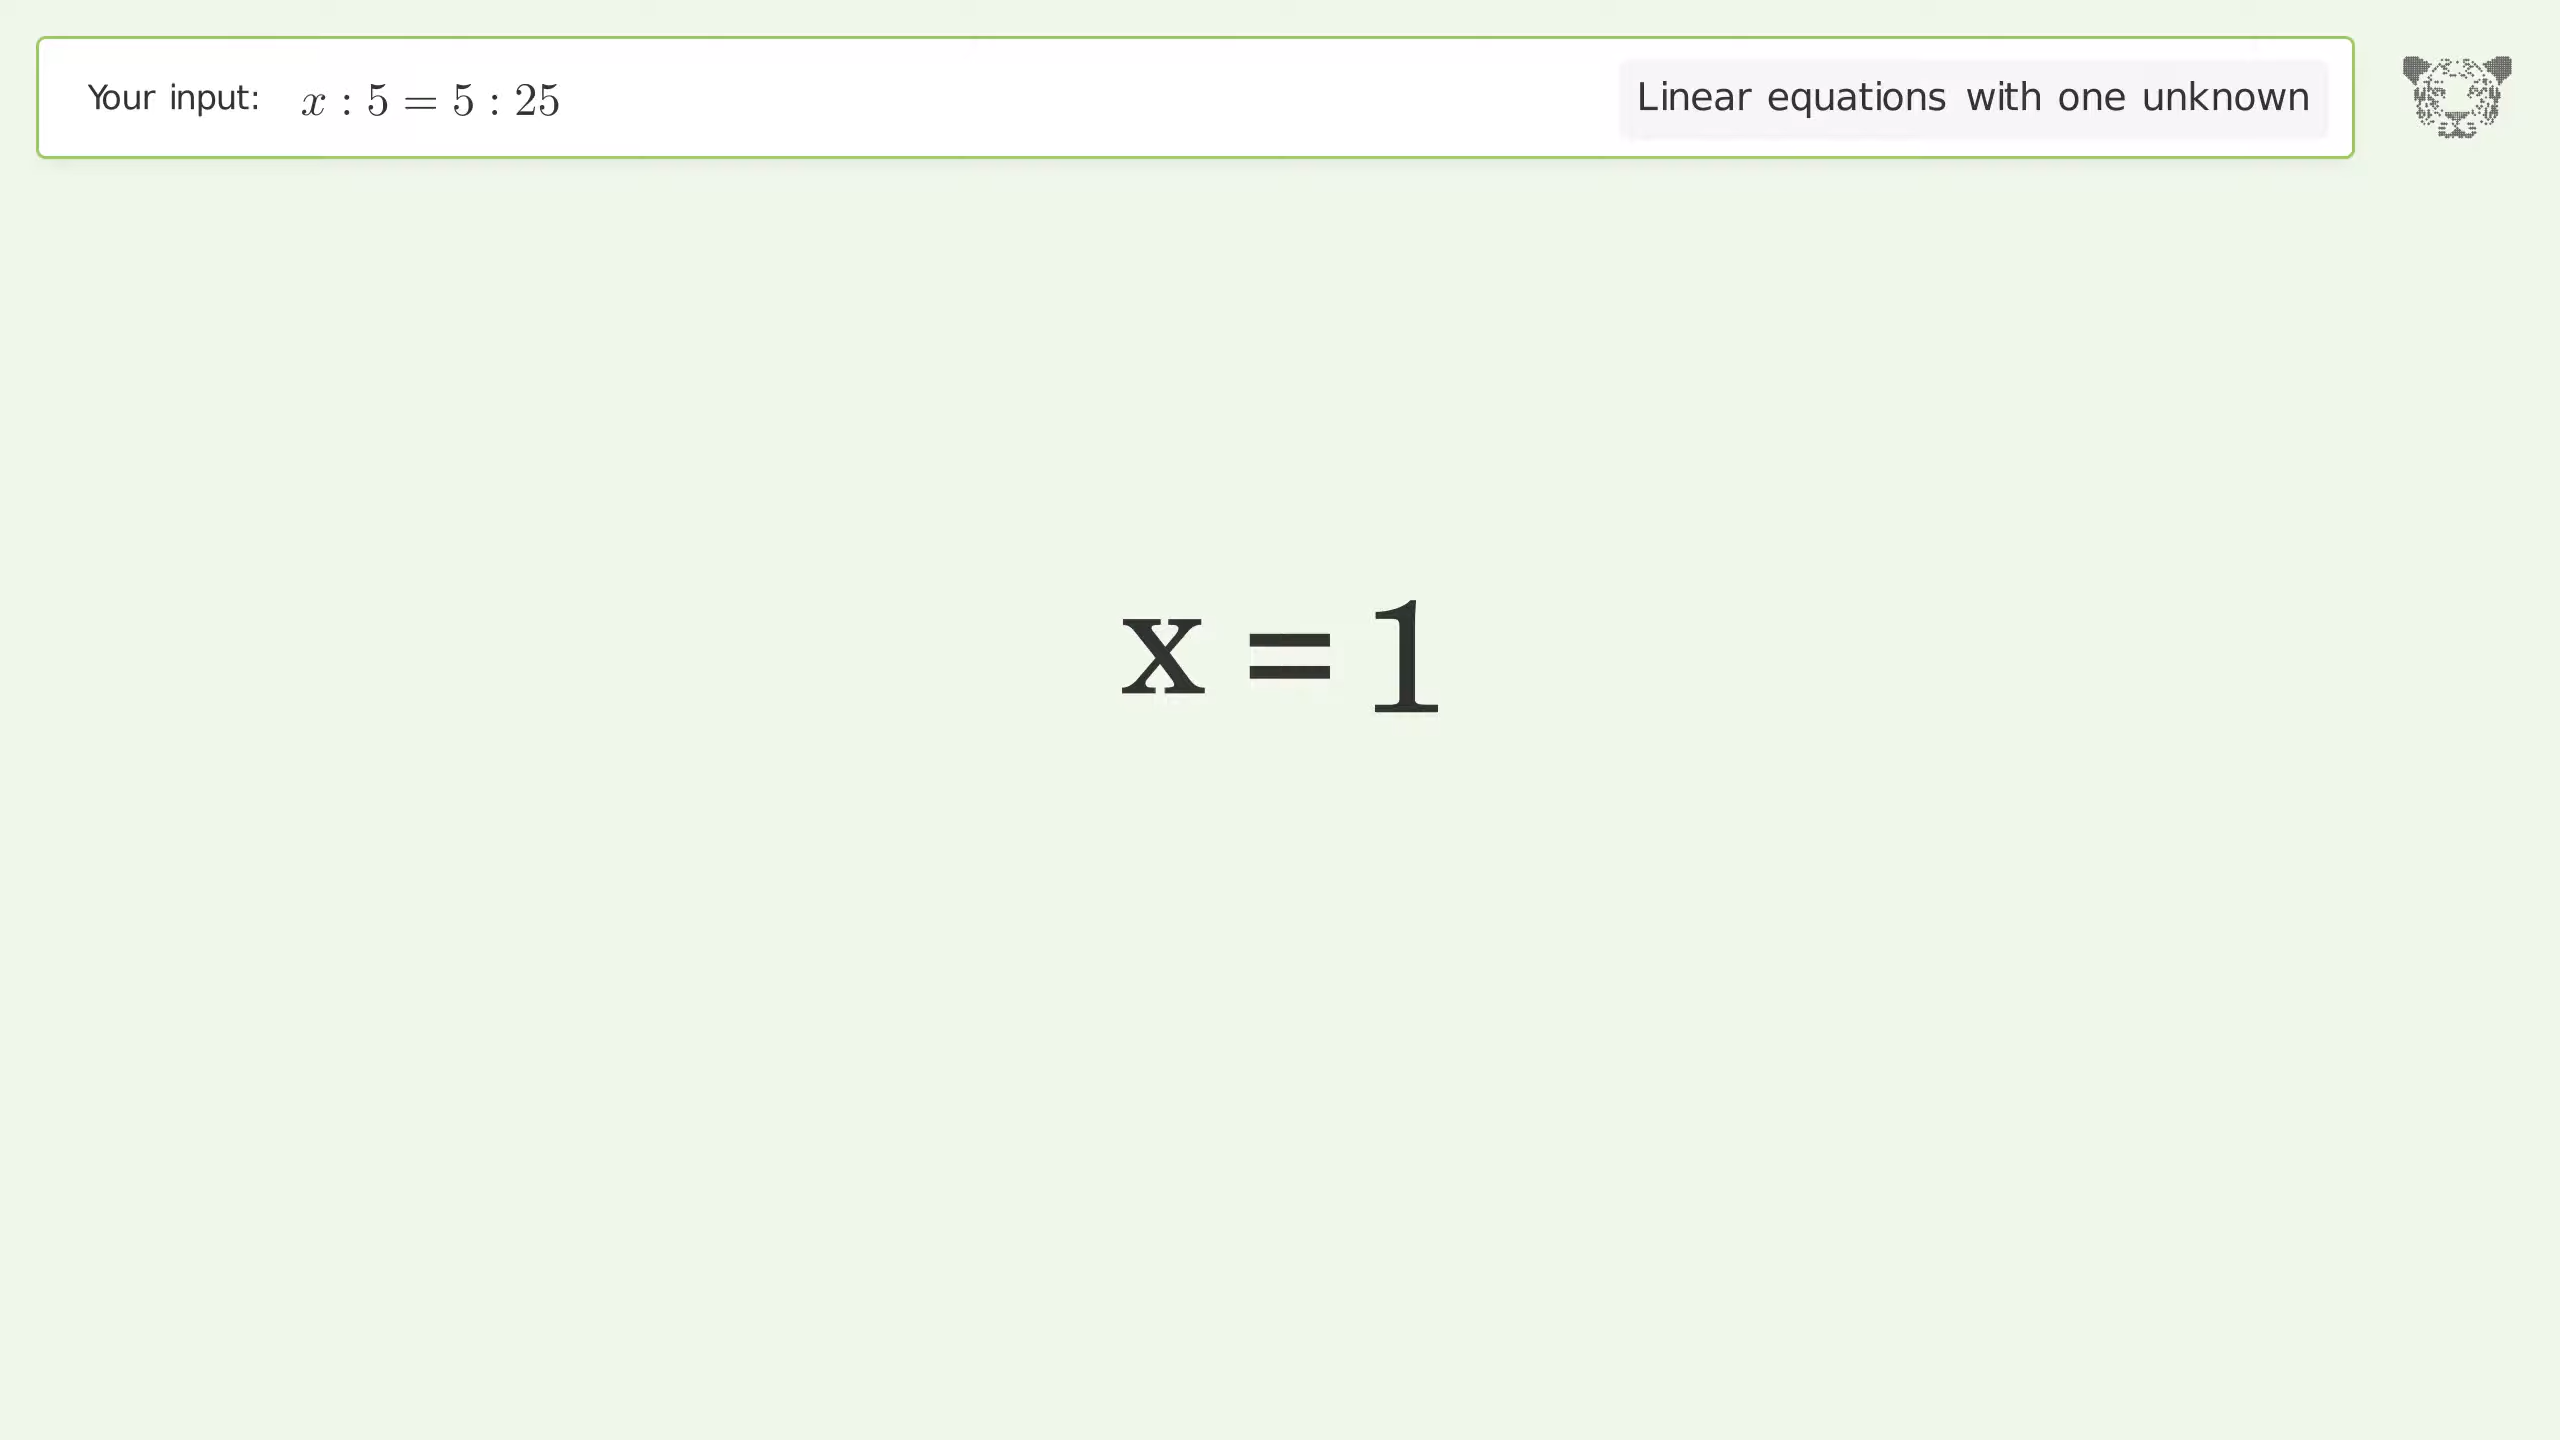 Your input: x : 5 = 5 : 25
Linear equations with one unknown
x = 1